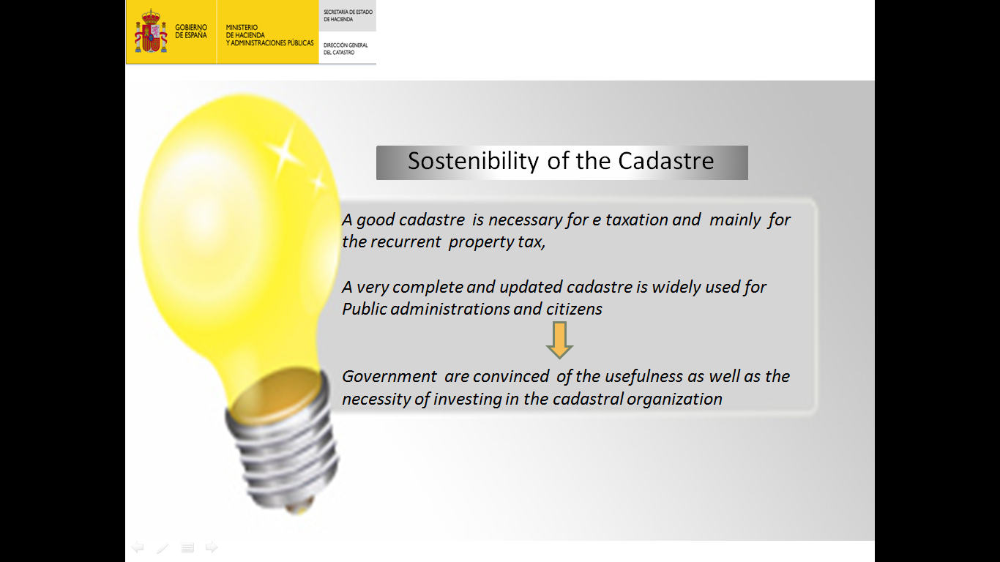 GOBIERNO
DE ESPAÑA
MINISTERIO
DE HACIENDA
Y ADMINISTRACIONES PÚBLICAS
SECRETARÍA DE ESTADO
DE HACIENDA
DIRECCIÓN GENERAL
DEL CATASTRO
Sostenibility of the Cadastre
A good cadastre is necessary for e taxation and mainly for
the recurrent property tax,
A very complete and updated cadastre is widely used for
Public administrations and citizens
Government are convinced of the usefulness as well as the
necessity of investing in the cadastral organization